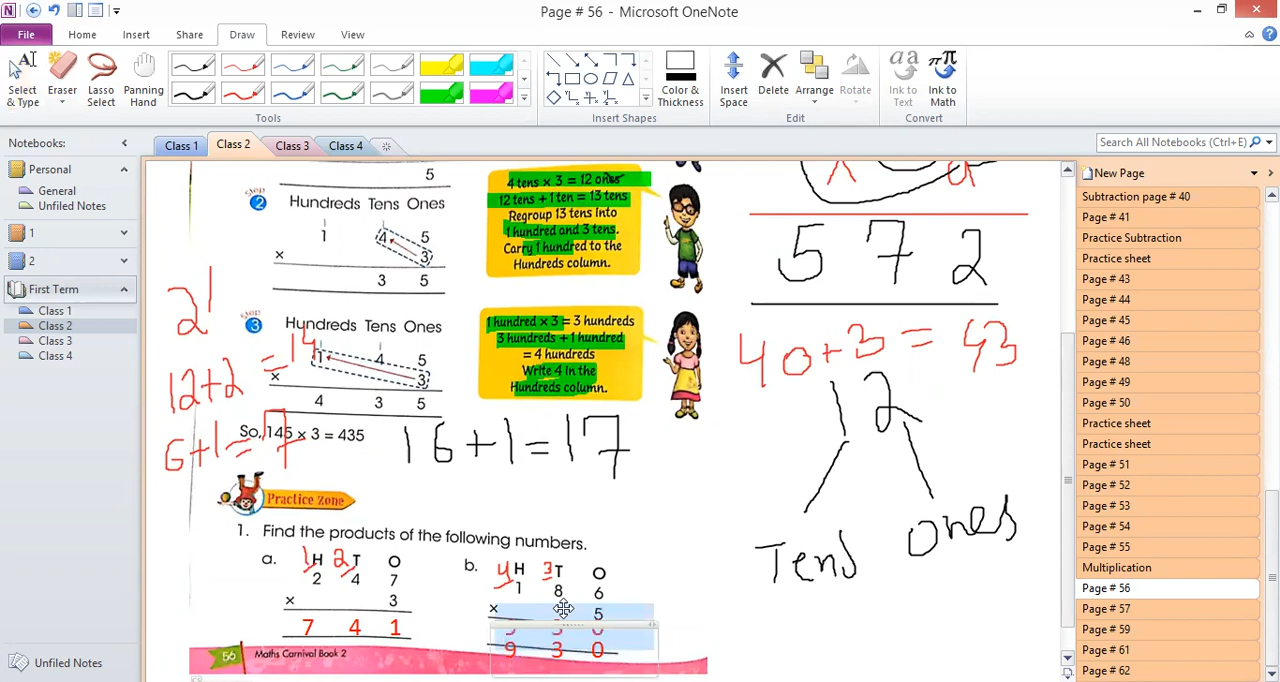 Page # 56 - Microsoft OneNote
File Home Insert Share Draw Review View
Select & Type
Eraser
Lasso Select
Panning Hand
Color & Thickness
Insert Space
Delete
Arrange
Rotate
Ink to Text
Ink to Math
Tools
Insert Shapes
Edit
Convert
Notebooks:
Personal
General
Unfiled Notes
1
2
First Term
Class 1
Class 2
Class 3
Class 4
Unfiled Notes
Class 1 Class 2 Class 3 Class 4
Search All Notebooks (Ctrl+E)
5
Step 2
Hundreds Tens Ones
1 4 5
× 3
3 5
4 tens × 3 = 12 ones
12 tens + 1 ten = 13 tens
Regroup 13 tens into
1 hundred and 3 tens.
Carry 1 hundred to the
Hundreds column.
Step 3
Hundreds Tens Ones
1 4 5
× 3
4 3 5
1 hundred × 3 = 3 hundreds
3 hundreds + 1 hundred
= 4 hundreds
Write 4 in the
Hundreds column.
So, 145 × 3 = 435
21
12+2 =14
6+1=7
16+1=17
5 7 2
40+3= 43
12
Tens ones
Practice Zone
1. Find the products of the following numbers.
a. 1 H 2 T O
2 4 7
× 3
7 4 1
b. 4 H 3 T O
1 8 6
× 5
9 3 0
56 Maths Carnival Book 2
New Page
Subtraction page # 40
Page # 41
Practice Subtraction
Practice sheet
Page # 43
Page # 44
Page # 45
Page # 46
Page # 48
Page # 49
Page # 50
Practice sheet
Practice sheet
Page # 51
Page # 52
Page # 53
Page # 54
Page # 55
Multiplication
Page # 56
Page # 57
Page # 59
Page # 61
Page # 62